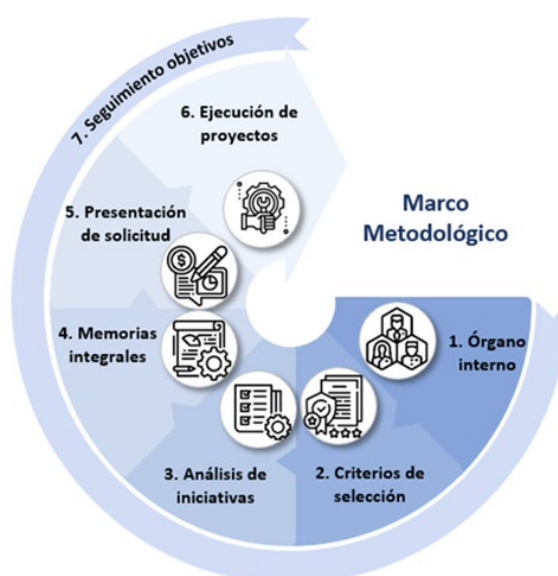 Marco
Metodológico
1. Órgano
interno
2. Criterios de
selección
3. Análisis de
iniciativas
4. Memorias
integrales
5. Presentación
de solicitud
6. Ejecución de
proyectos
7. Seguimiento objetivos